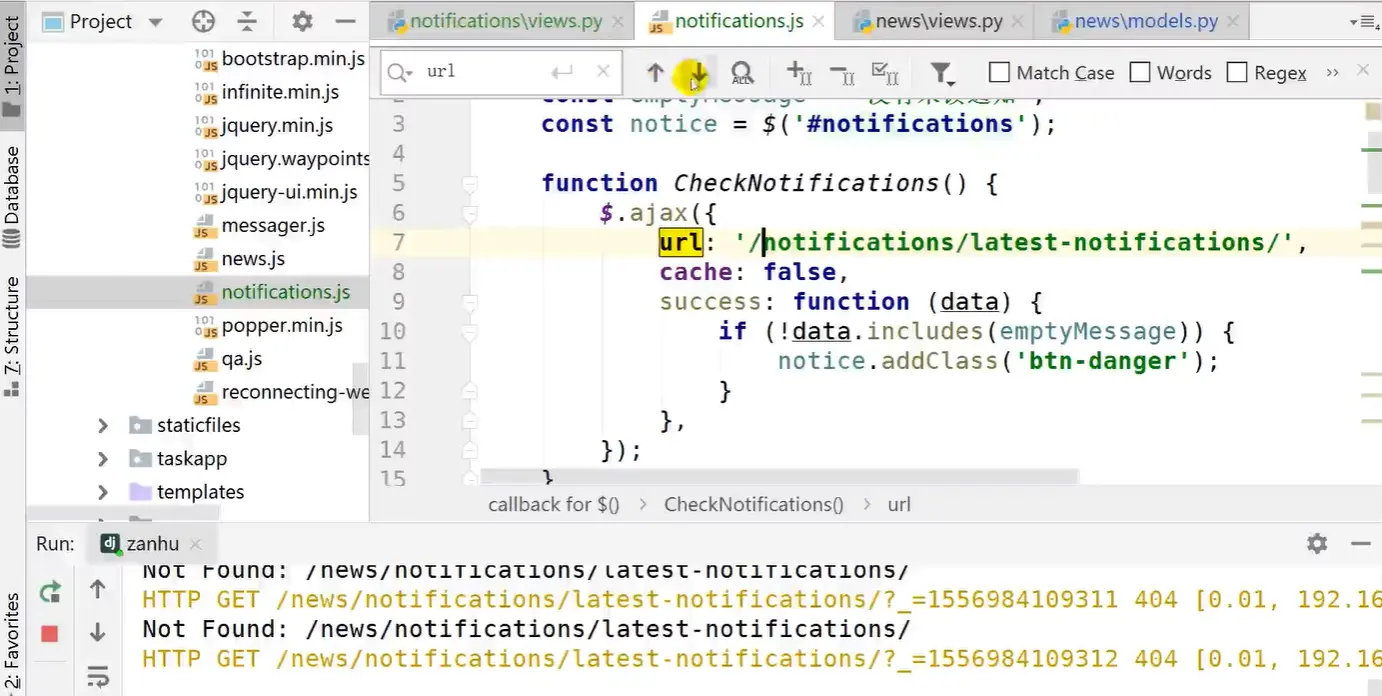 1: Project
Project
notifications\views.py
notifications.js
news\views.py
news\models.py
url
Match Case
Words
Regex
bootstrap.min.js
infinite.min.js
jquery.min.js
jquery.waypoints
jquery-ui.min.js
messager.js
news.js
notifications.js
popper.min.js
qa.js
reconnecting-we
staticfiles
taskapp
templates
Database
7: Structure
2: Favorites
2 const emptyMessage
3 const notice = $('#notifications');
4
5 function CheckNotifications() {
6 $.ajax({
7 url: '/notifications/latest-notifications/',
8 cache: false,
9 success: function (data) {
10 if (!data.includes(emptyMessage)) {
11 notice.addClass('btn-danger');
12 }
13 },
14 });
15 }
callback for $() > CheckNotifications() > url
Run: dj zanhu
Not Found: /news/notifications/latest-notifications/
HTTP GET /news/notifications/latest-notifications/?_=1556984109311 404 [0.01, 192.16
Not Found: /news/notifications/latest-notifications/
HTTP GET /news/notifications/latest-notifications/?_=1556984109312 404 [0.01, 192.16